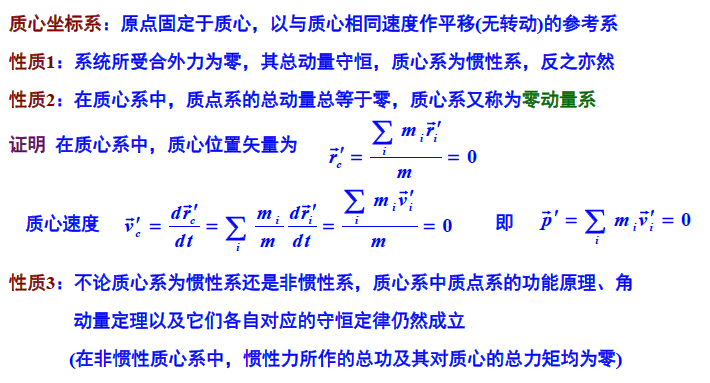 质心坐标系：原点固定于质心，以与质心相同速度作平移(无转动)的参考系
性质1：系统所受合外力为零，其总动量守恒，质心系为惯性系，反之亦然
性质2：在质心系中，质点系的总动量总等于零，质心系又称为零动量系
证明 在质心系中，质心位置矢量为 $\vec{r}_c' = \frac{\sum_i m_i \vec{r}_i'}{m} = 0$
质心速度 $\vec{v}_c' = \frac{d\vec{r}_c'}{dt} = \sum_i \frac{m_i}{m} \frac{d\vec{r}_i'}{dt} = \frac{\sum_i m_i \vec{v}_i'}{m} = 0$ 即 $\vec{p}' = \sum_i m_i \vec{v}_i' = 0$
性质3：不论质心系为惯性系还是非惯性系，质心系中质点系的功能原理、角
动量定理以及它们各自对应的守恒定律仍然成立
(在非惯性质心系中，惯性力所作的总功及其对质心的总力矩均为零)